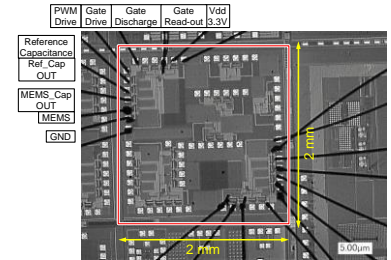 PWM Drive
Gate Drive
Gate Discharge
Gate Read-out
Vdd 3.3V
Reference Capacitance
Ref_Cap OUT
MEMS_Cap OUT
MEMS
GND
2 mm
2 mm
5.00μm